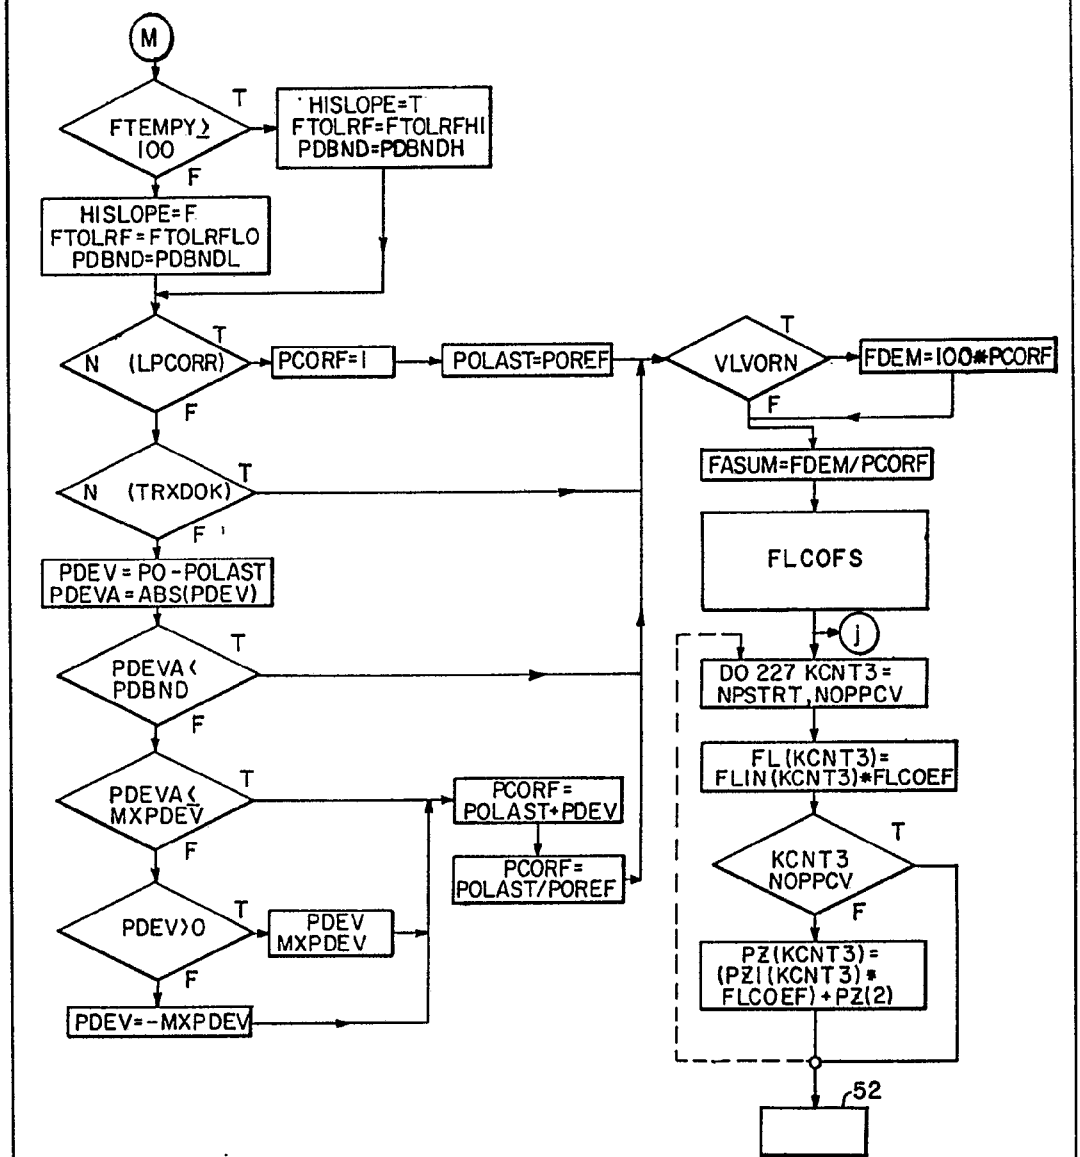 M
T
FTEMPY ≥
100
F
HISLOPE=T
FTOLRF=FTOLRFHI
PDBND=PDBNDH
HISLOPE=F
FTOLRF=FTOLRFLO
PDBND=PDBNDL
T
N (LPCORR)
F
PCORF=1
POLAST=POREF
T
VLVORN
F
FDEM=100*PCORF
T
N (TRXDOK)
F
FASUM=FDEM/PCORF
PDEV=PO-POLAST
PDEVA=ABS(PDEV)
FLCOFS
j
T
PDEVA<
PDBND
F
DO 227 KCNT3=
NPSTRT,NOPPCV
T
PDEVA≤
MXPDEV
F
PCORF=
POLAST+PDEV
PCORF=
POLAST/POREF
FL(KCNT3)=
FLIN(KCNT3)*FLCOEF
T
KCNT3
NOPPCV
F
T
PDEV>0
F
PDEV
MXPDEV
PDEV=-MXPDEV
PZ(KCNT3)=
(PZ1(KCNT3)*
FLCOEF)+PZ(2)
52